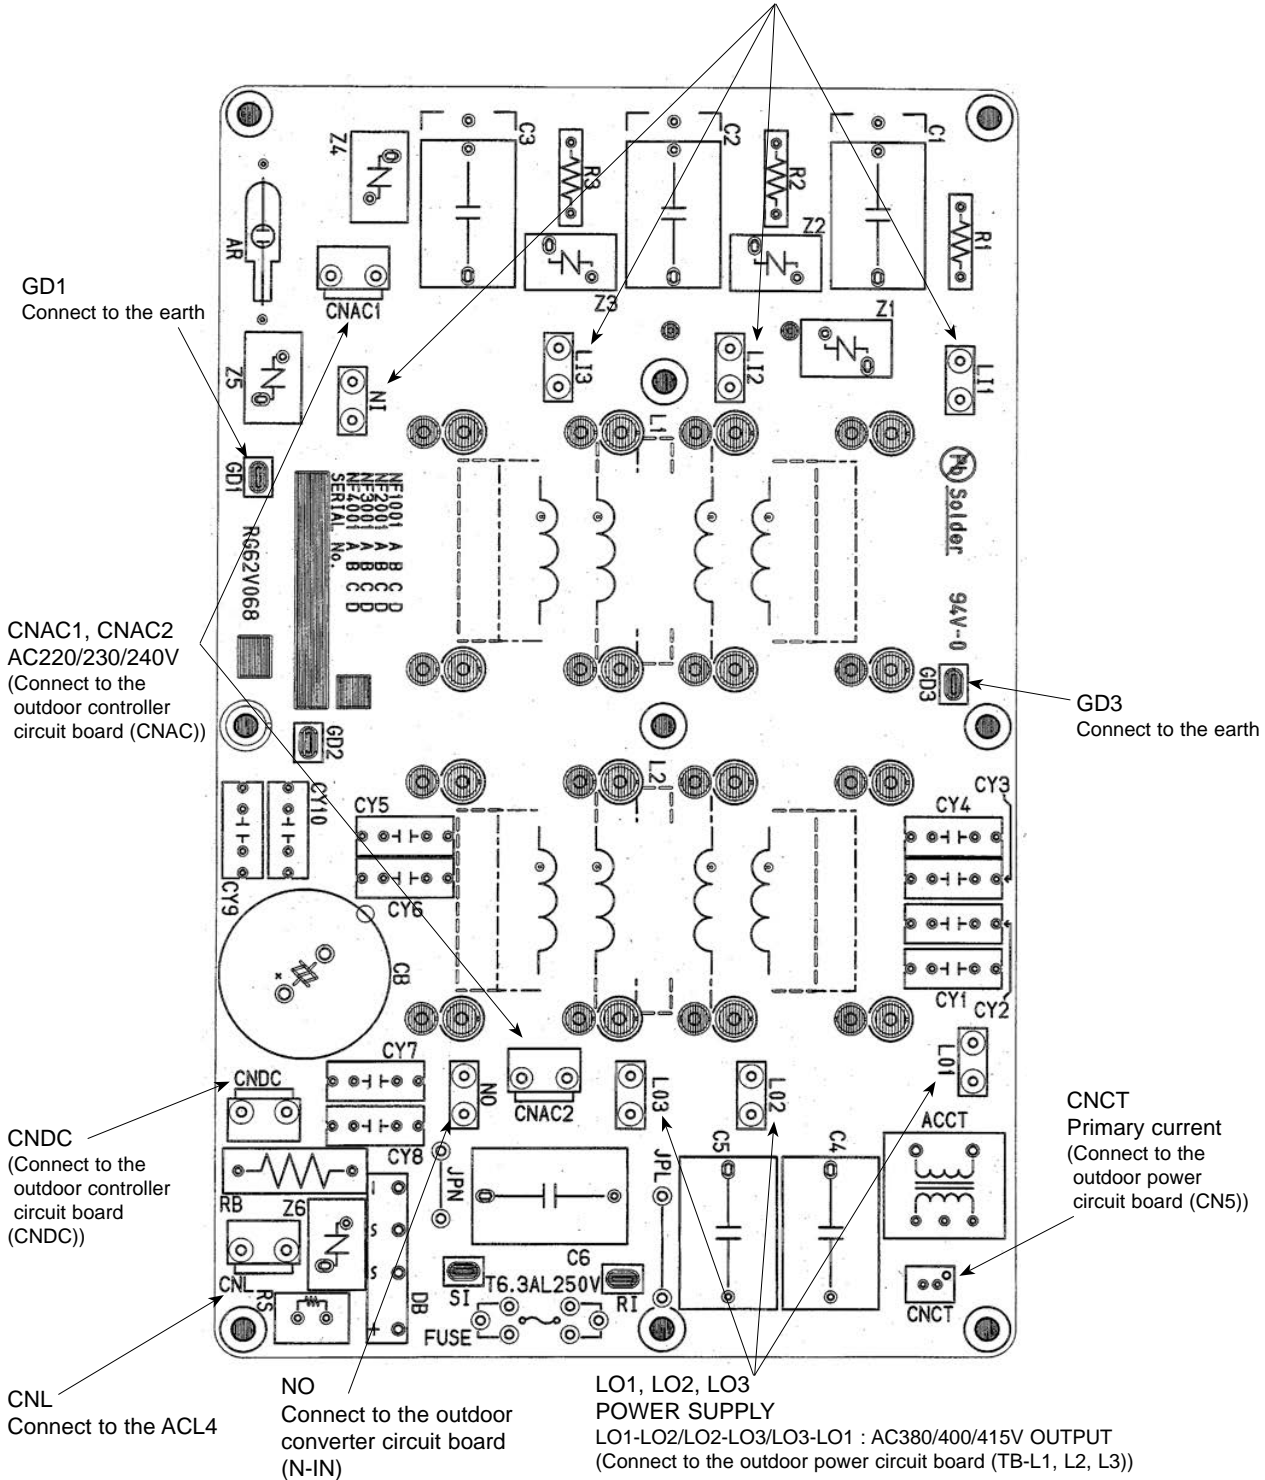 C3
C2
C1
Z4
R3
R2
R1
AR
Z2
Z3
Z1
CNAC1
GD1
Connect to the earth
Z5
NI
LI3
LI2
LI1
L1
GD1
NF1001 A B C D
NF2001 A B C D
NF3001 A B C D
NF4001 A B C D
SERIAL No.
Pb Solder
94V-0
RG62V068
CNAC1, CNAC2
AC220/230/240V
(Connect to the
outdoor controller
circuit board (CNAC))
GD3
GD3
Connect to the earth
GD2
L2
CY10
CY5
CY3
CY4
CY9
CY6
CB
CY1
CY2
CY7
CNDC
NO
CNAC2
LO3
LO2
LO1
CNDC
(Connect to the
outdoor controller
circuit board
(CNDC))
CNCT
Primary current
(Connect to the
outdoor power
circuit board (CN5))
ACCT
CY8
JPN
JPL
C5
C4
RB
Z6
C6
I
S
S
+
CNL
RS
DB
SI
T6.3AL250V
RI
FUSE
CNCT
CNL
Connect to the ACL4
NO
Connect to the outdoor
converter circuit board
(N-IN)
LO1, LO2, LO3
POWER SUPPLY
LO1-LO2/LO2-LO3/LO3-LO1 : AC380/400/415V OUTPUT
(Connect to the outdoor power circuit board (TB-L1, L2, L3))